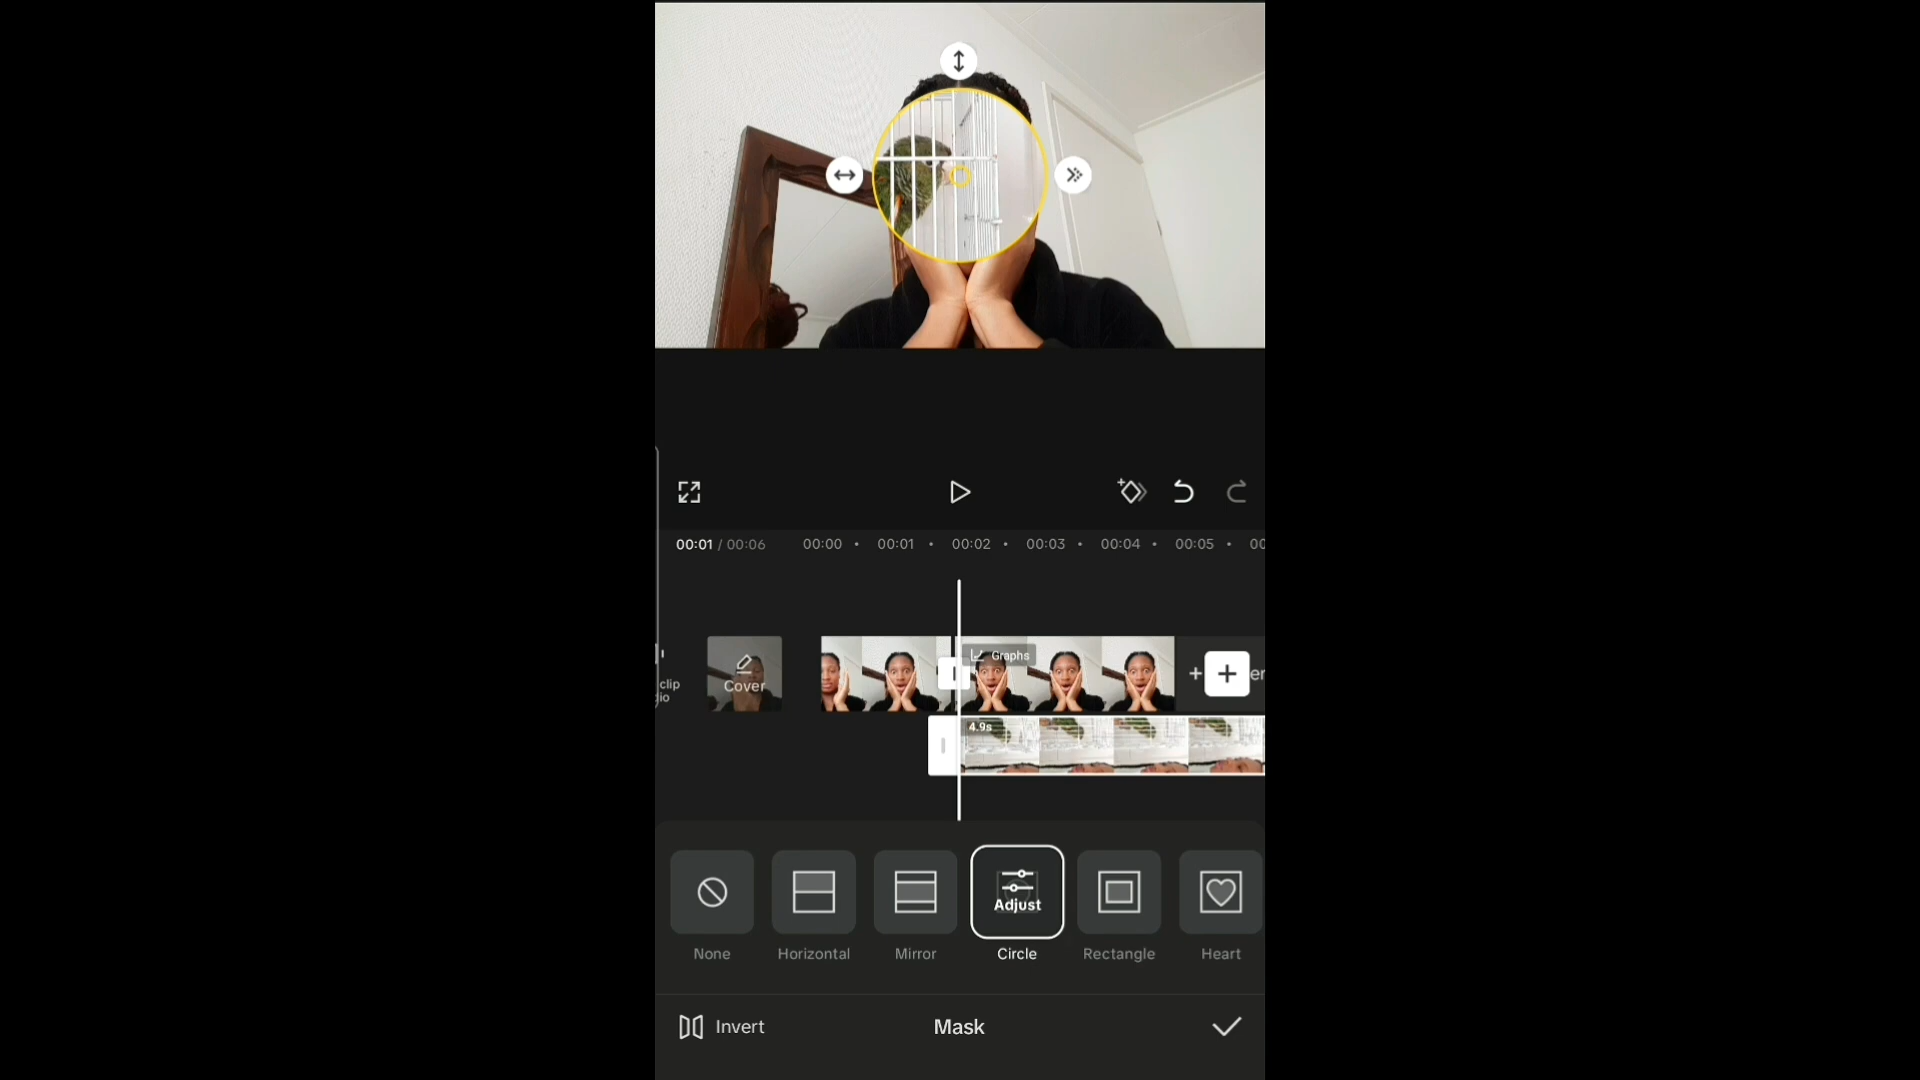 00:01 / 00:06 00:00 00:01 00:02 00:03 00:04 00:05 00
Graphs
clip
Cover
4.9s
Adjust
None Horizontal Mirror Circle Rectangle Heart
Invert Mask